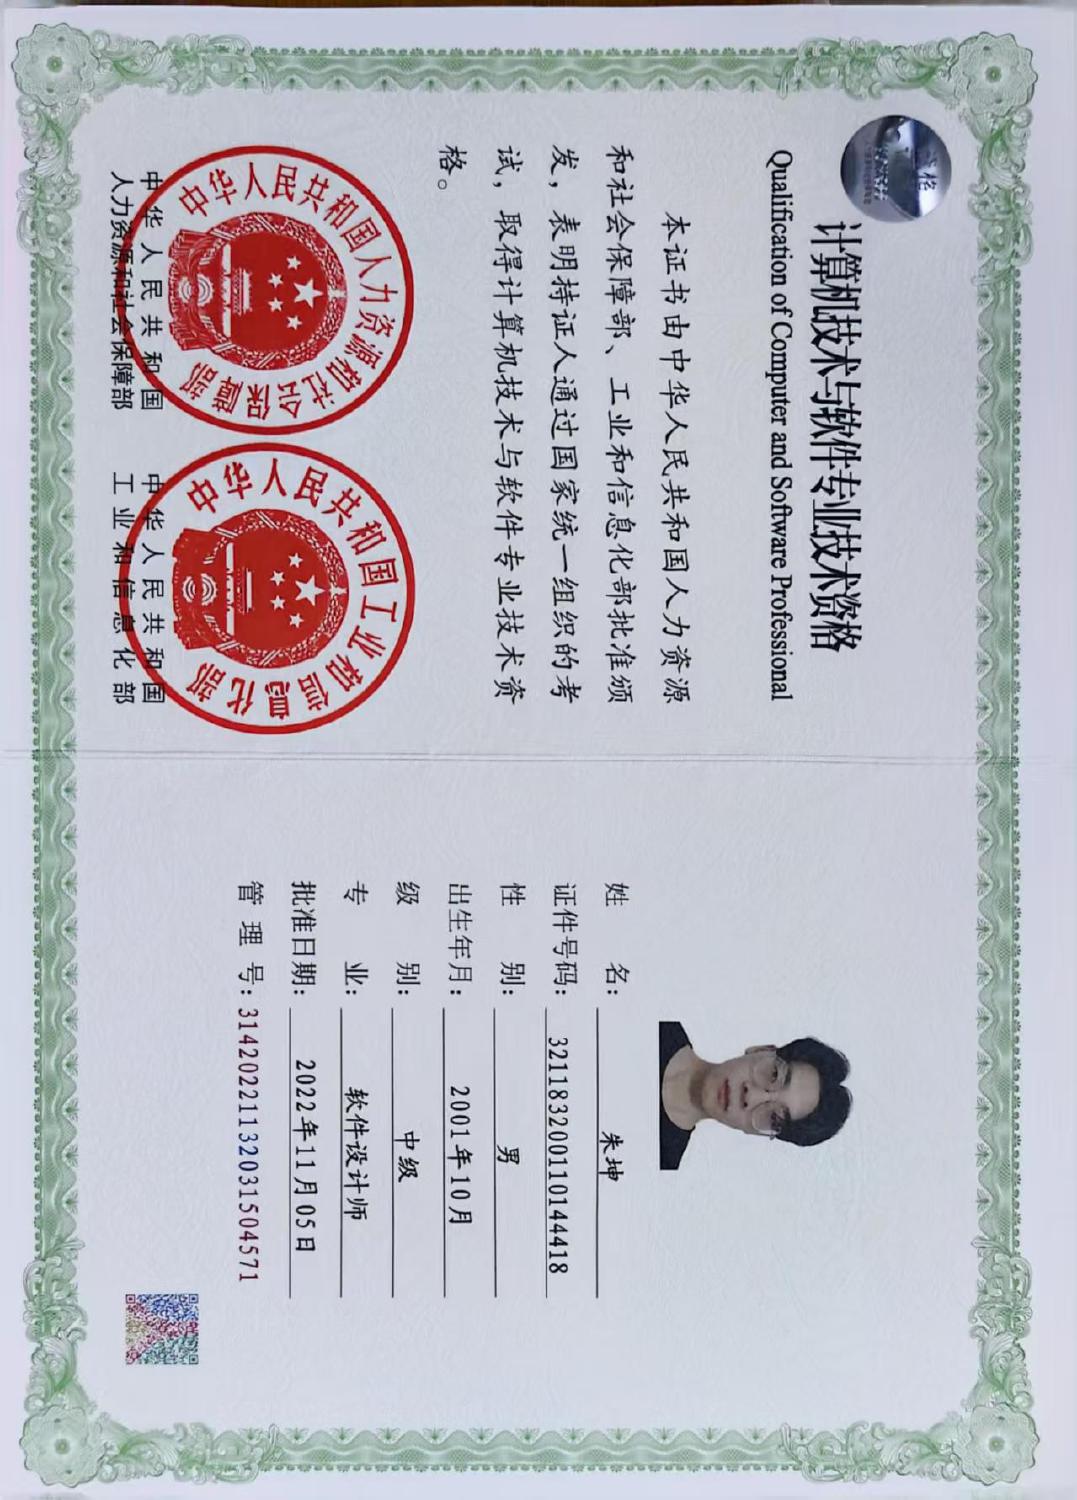 计算机技术与软件专业技术资格
Qualification of Computer and Software Professional
本证书由中华人民共和国人力资源
和社会保障部、工业和信息化部批准颁
发，表明持证人通过国家统一组织的考
试，取得计算机技术与软件专业技术资
格。
中华人民共和国人力资源和社会保障部
中华人民共和国
人力资源和社会保障部
中华人民共和国工业和信息化部
中华人民共和国
工业和信息化部
姓 名：朱坤
证件号码：321183200110144418
性 别：男
出生年月：2001年10月
级 别：中级
专 业：软件设计师
批准日期：2022年11月05日
管 理 号：31420221132031504571